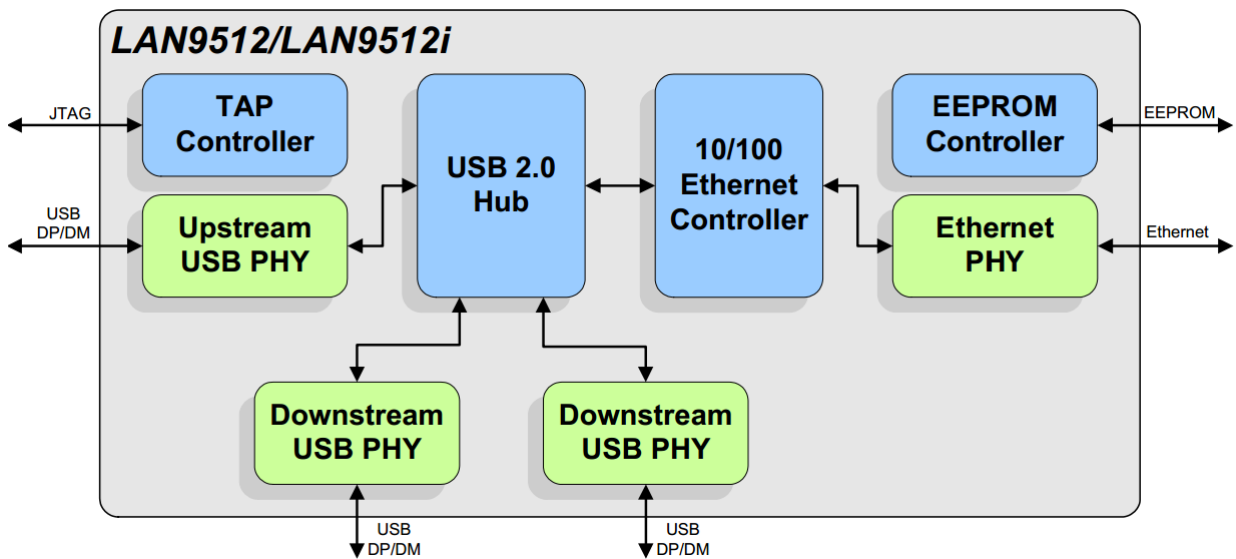 LAN9512/LAN9512i
JTAG
TAP
Controller
USB 2.0
Hub
10/100
Ethernet
Controller
EEPROM
Controller
EEPROM
USB
DP/DM
Upstream
USB PHY
Ethernet
PHY
Ethernet
Downstream
USB PHY
Downstream
USB PHY
USB
DP/DM
USB
DP/DM